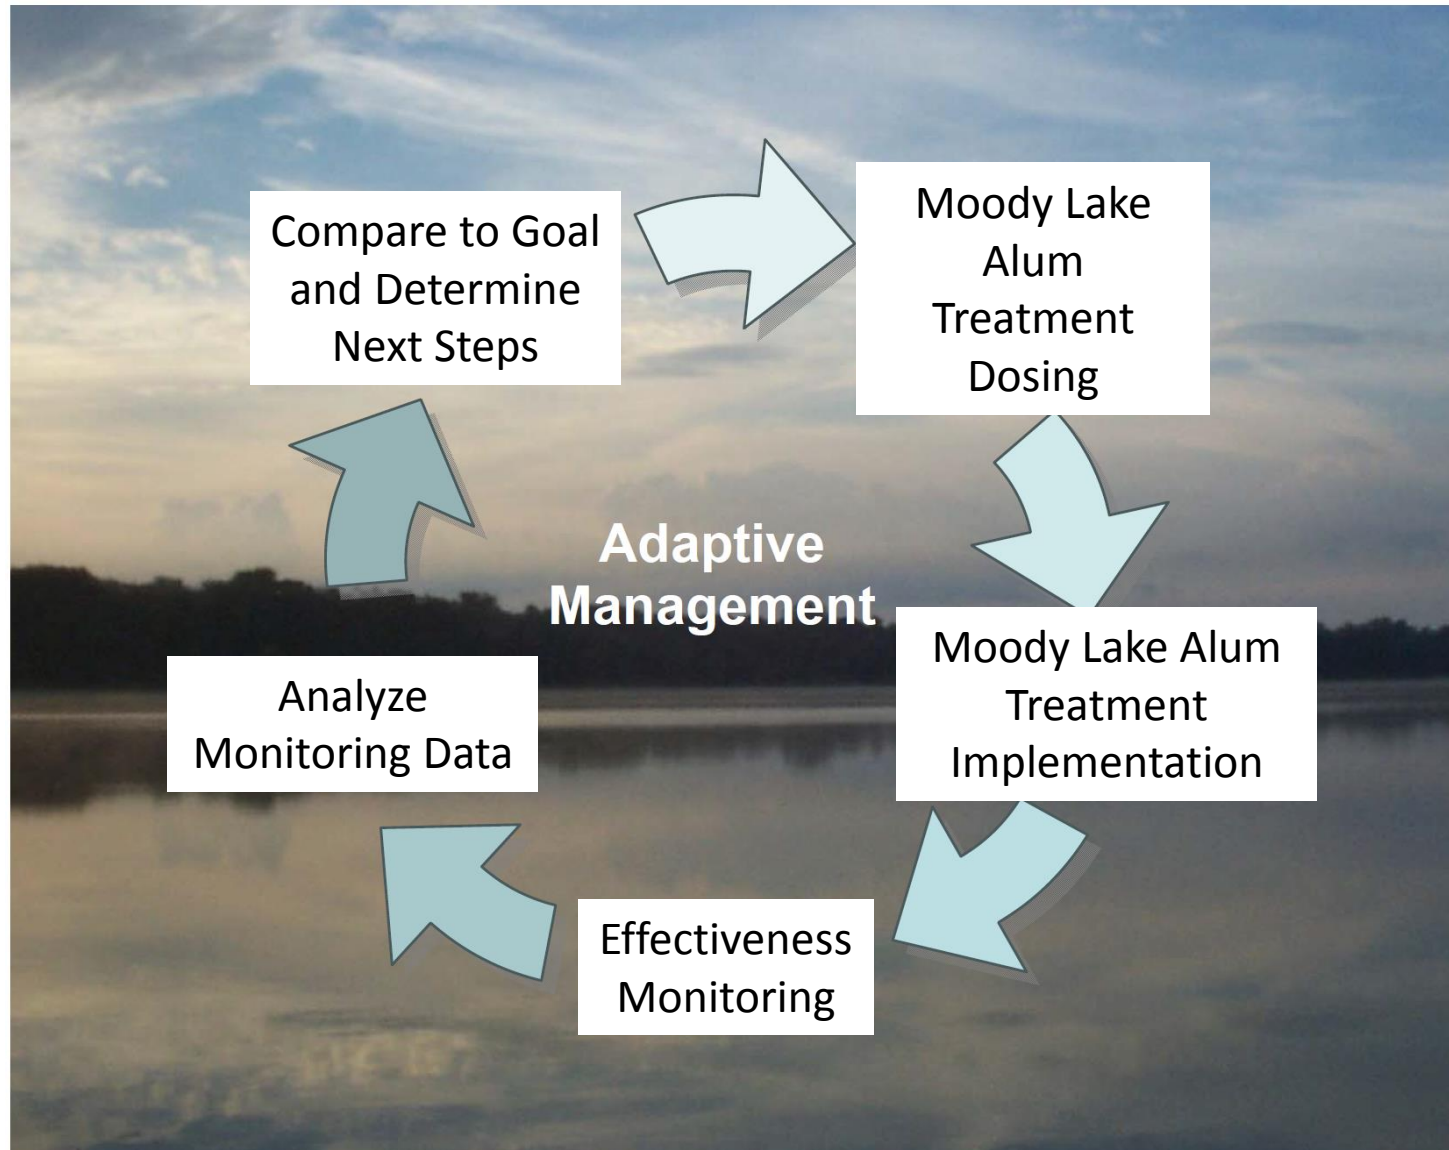 Compare to Goal
and Determine
Next Steps
Moody Lake
Alum
Treatment
Dosing
Adaptive
Management
Moody Lake Alum
Treatment
Implementation
Analyze
Monitoring Data
Effectiveness
Monitoring